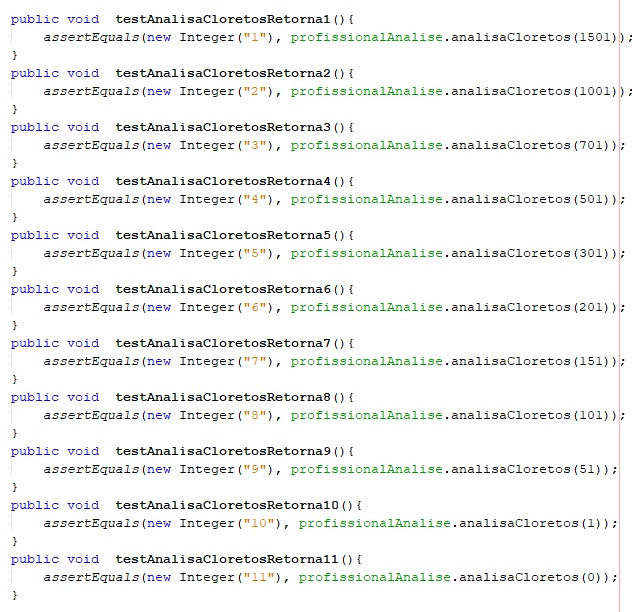 public void  testAnalisaCloretosRetorna1(){
    assertEquals(new Integer("1"), profissionalAnalise.analisaCloretos(1501));
}
public void  testAnalisaCloretosRetorna2(){
    assertEquals(new Integer("2"), profissionalAnalise.analisaCloretos(1001));
}
public void  testAnalisaCloretosRetorna3(){
    assertEquals(new Integer("3"), profissionalAnalise.analisaCloretos(701));
}
public void  testAnalisaCloretosRetorna4(){
    assertEquals(new Integer("4"), profissionalAnalise.analisaCloretos(501));
}
public void  testAnalisaCloretosRetorna5(){
    assertEquals(new Integer("5"), profissionalAnalise.analisaCloretos(301));
}
public void  testAnalisaCloretosRetorna6(){
    assertEquals(new Integer("6"), profissionalAnalise.analisaCloretos(201));
}
public void  testAnalisaCloretosRetorna7(){
    assertEquals(new Integer("7"), profissionalAnalise.analisaCloretos(151));
}
public void  testAnalisaCloretosRetorna8(){
    assertEquals(new Integer("8"), profissionalAnalise.analisaCloretos(101));
}
public void  testAnalisaCloretosRetorna9(){
    assertEquals(new Integer("9"), profissionalAnalise.analisaCloretos(51));
}
public void  testAnalisaCloretosRetorna10(){
    assertEquals(new Integer("10"), profissionalAnalise.analisaCloretos(1));
}
public void  testAnalisaCloretosRetorna11(){
    assertEquals(new Integer("11"), profissionalAnalise.analisaCloretos(0));
}